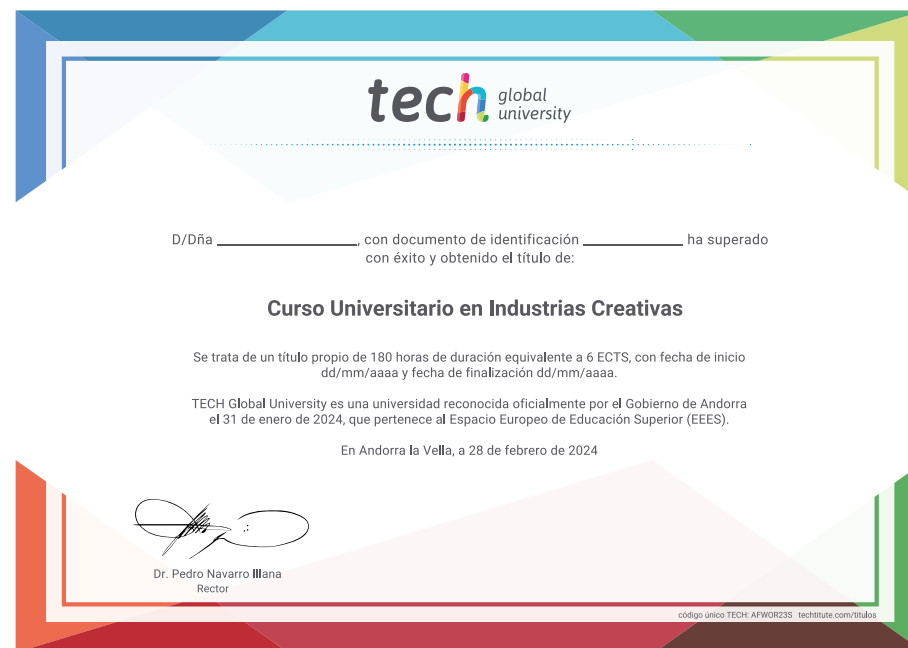 tech global university
D/Dña ____________, con documento de identificación ____________ ha superado
con éxito y obtenido el título de:
Curso Universitario en Industrias Creativas
Se trata de un título propio de 180 horas de duración equivalente a 6 ECTS, con fecha de inicio
dd/mm/aaaa y fecha de finalización dd/mm/aaaa.
TECH Global University es una universidad reconocida oficialmente por el Gobierno de Andorra
el 31 de enero de 2024, que pertenece al Espacio Europeo de Educación Superior (EEES).
En Andorra la Vella, a 28 de febrero de 2024
Dr. Pedro Navarro Illana
Rector
código único TECH: AFWOR23S techtitute.com/titulos